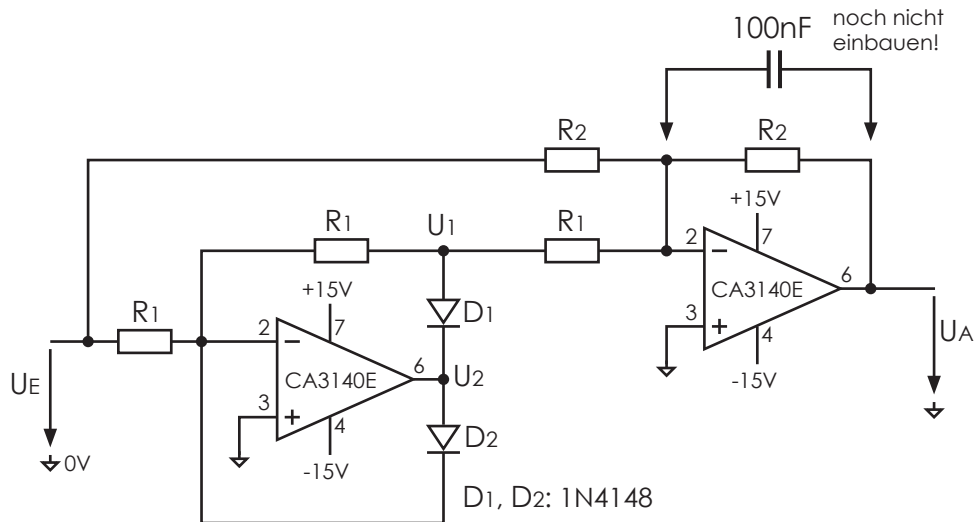 100nF
noch nicht
einbauen!
R2
R2
+15V
R1
U1
R1
2
7
6
CA3140E
+15V
3
R1
2
7
4
UA
6
U2
-15V
D1
UE
CA3140E
3
4
D2
0V
-15V
D1, D2: 1N4148